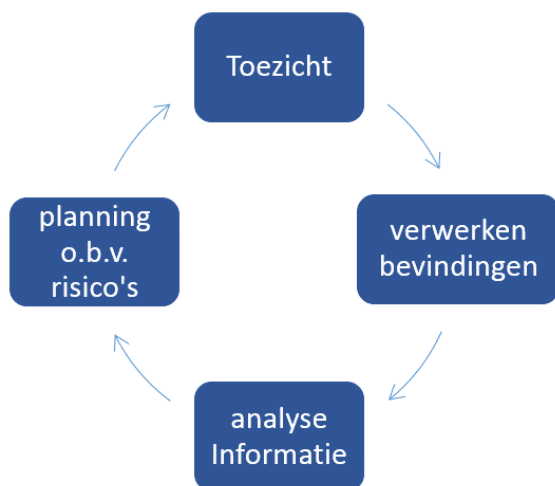 Toezicht
verwerken
bevindingen
analyse
Informatie
planning
o.b.v.
risico's